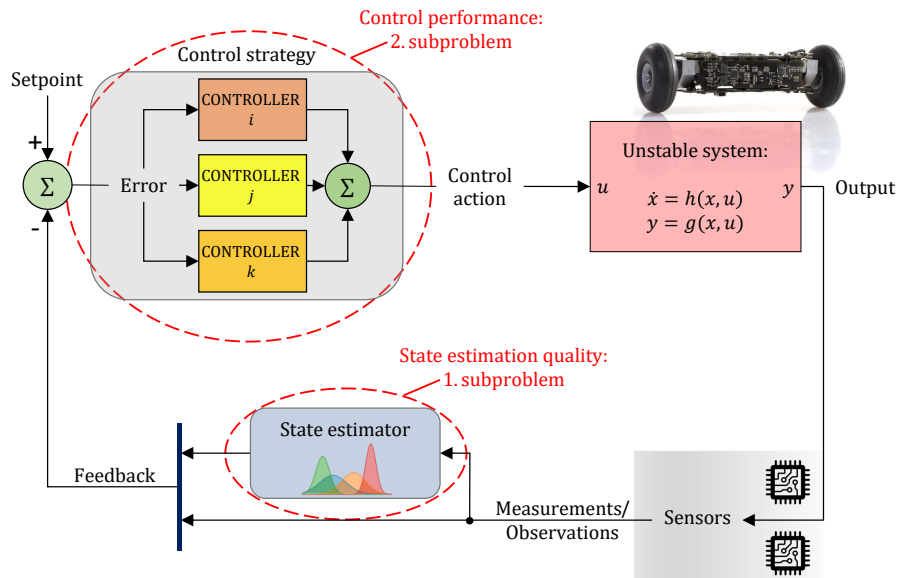 Control performance:
2. subproblem
Control strategy
Setpoint
+
Σ
-
Error
CONTROLLER
i
CONTROLLER
j
CONTROLLER
k
Σ
Control
action
Unstable system:
u
y
ẋ = h(x, u)
y = g(x, u)
Output
State estimation quality:
1. subproblem
State estimator
Feedback
Measurements/
Observations
Sensors